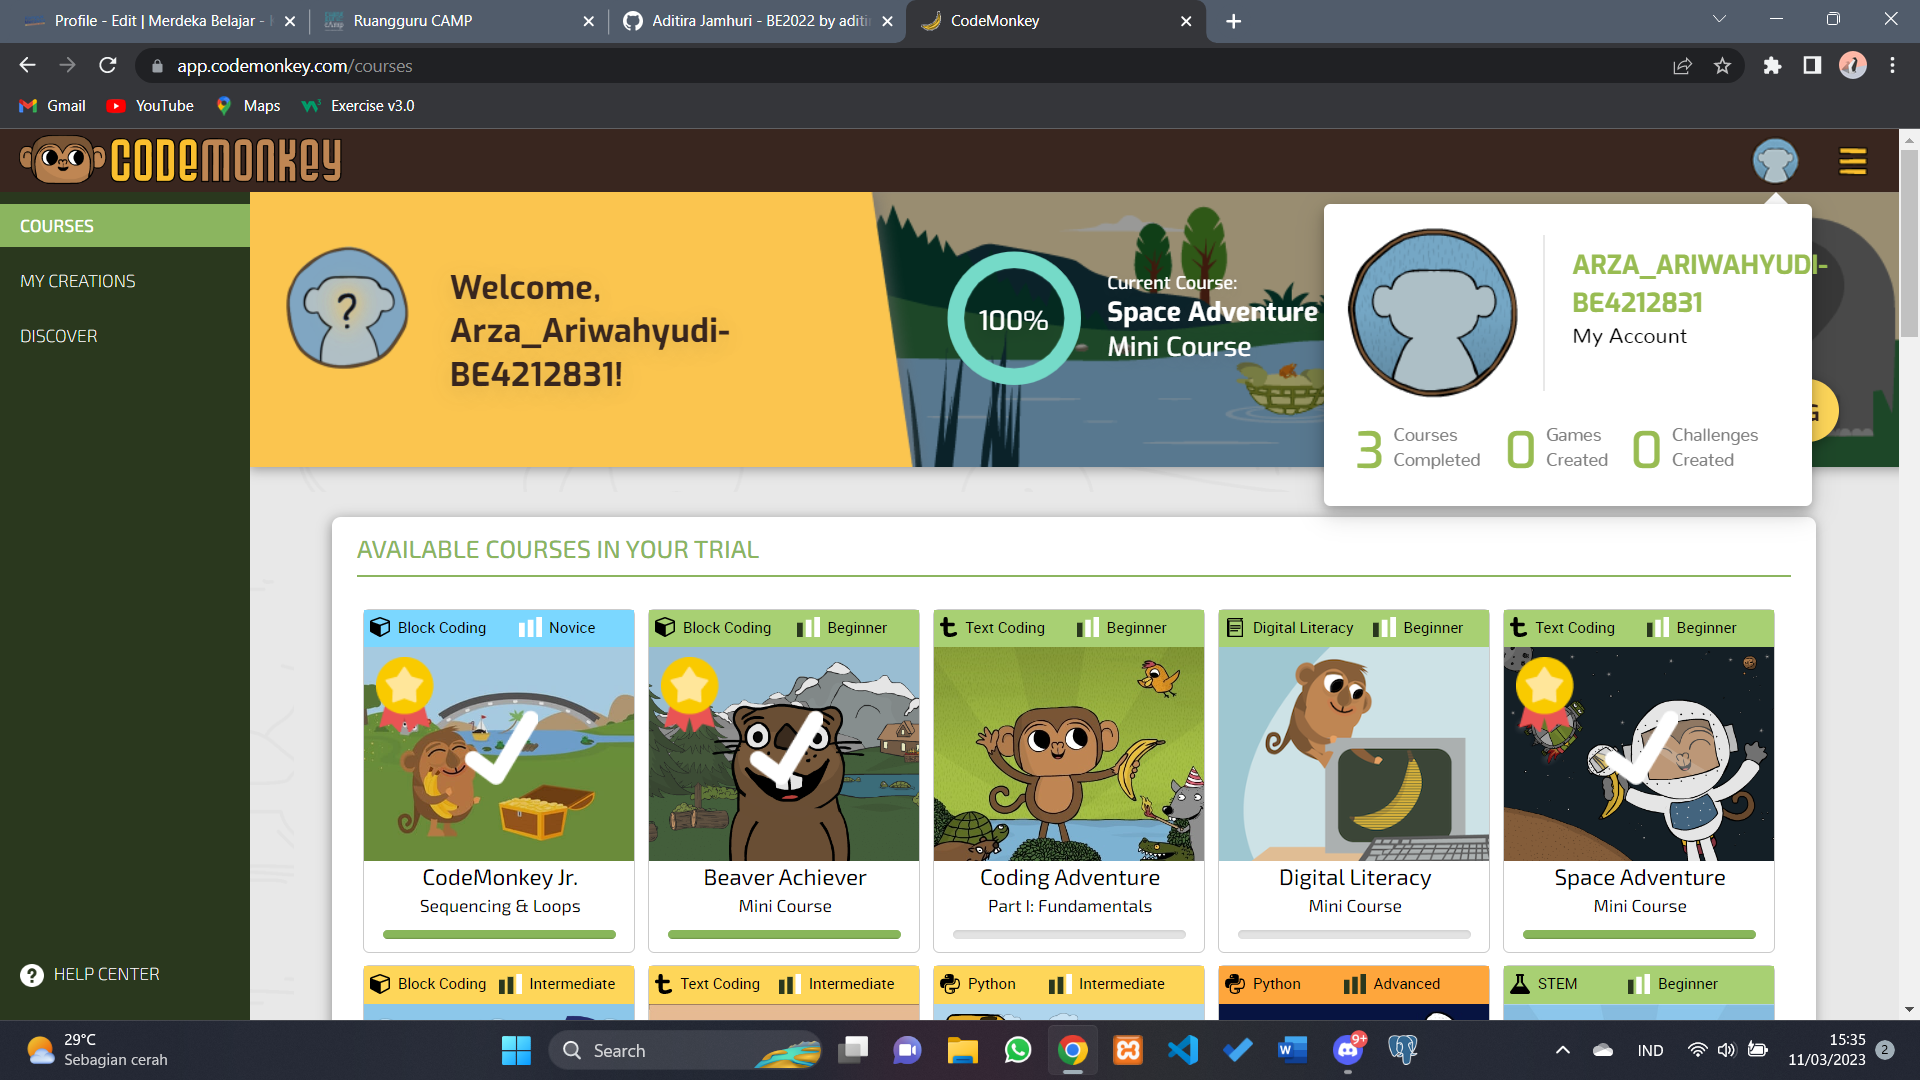 Profile - Edit | Merdeka Belajar -
Ruangguru CAMP
Aditira Jamhuri - BE2022 by aditir
CodeMonkey
app.codemonkey.com/courses
Gmail
YouTube
Maps
Exercise v3.0
CODEMONKEY
COURSES
MY CREATIONS
DISCOVER
HELP CENTER
?
Welcome,
Arza_Ariwahyudi-
BE4212831!
100%
Current Course:
Space Adventure
Mini Course
ARZA_ARIWAHYUDI-
BE4212831
My Account
3 Courses Completed
0 Games Created
0 Challenges Created
G
AVAILABLE COURSES IN YOUR TRIAL
Block Coding Novice
CodeMonkey Jr.
Sequencing & Loops
Block Coding Beginner
Beaver Achiever
Mini Course
Text Coding Beginner
Coding Adventure
Part I: Fundamentals
Digital Literacy Beginner
Digital Literacy
Mini Course
Text Coding Beginner
Space Adventure
Mini Course
Block Coding Intermediate
Text Coding Intermediate
Python Intermediate
Python Advanced
STEM Beginner
29°C
Sebagian cerah
Search
9+
IND
15:35
11/03/2023
2